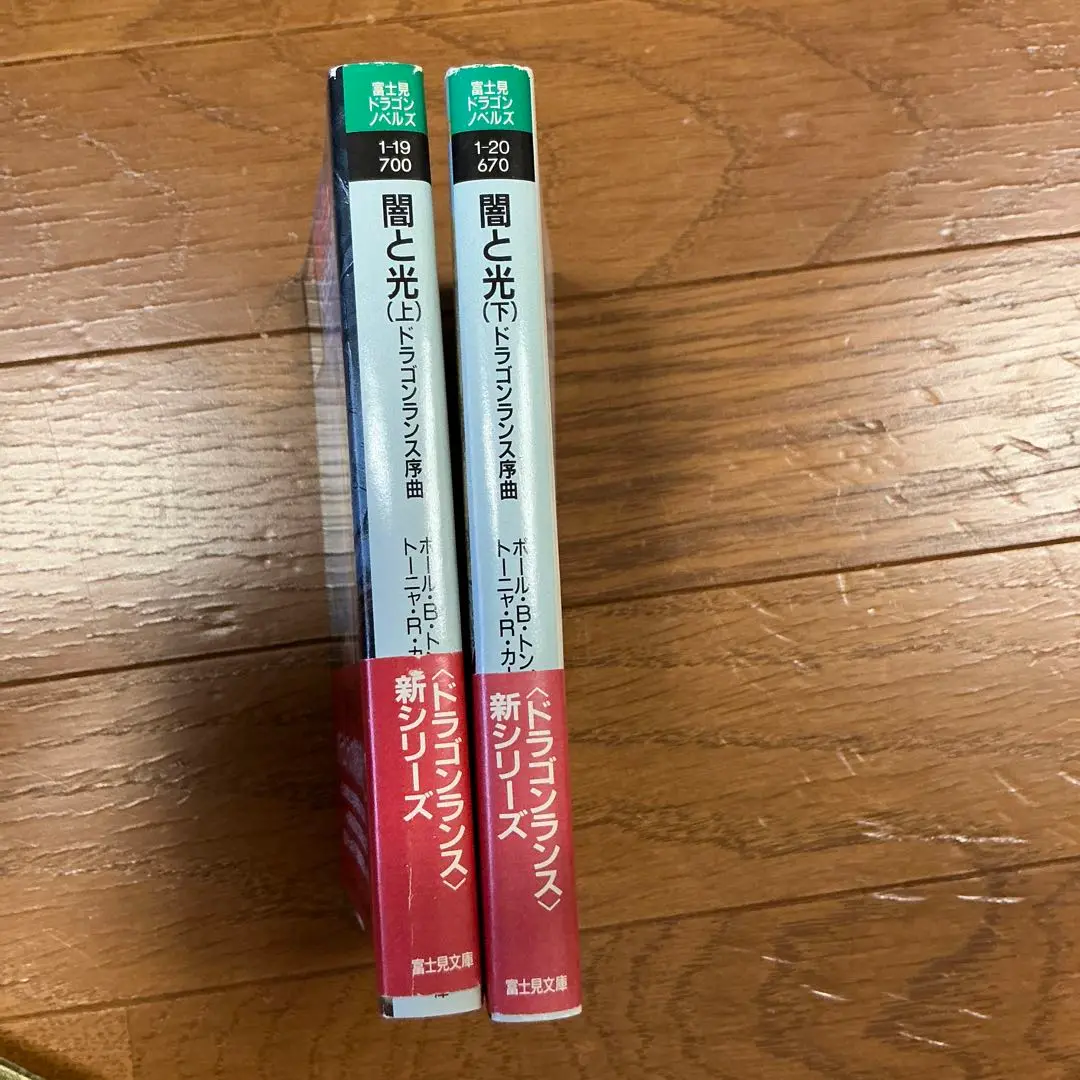 富士見
ドラゴン
ノベルズ
1-19
700
闇と光(上)ドラゴンランス序曲
ポール・B・ト
トーニャ・R・
〈ドラゴンランス〉
新シリーズ
富士見文庫
富士見
ドラゴン
ノベルズ
1-20
670
闇と光(下)ドラゴンランス序曲
ポール・B・トン
トーニャ・R・カー
〈ドラゴンランス〉
新シリーズ
富士見文庫